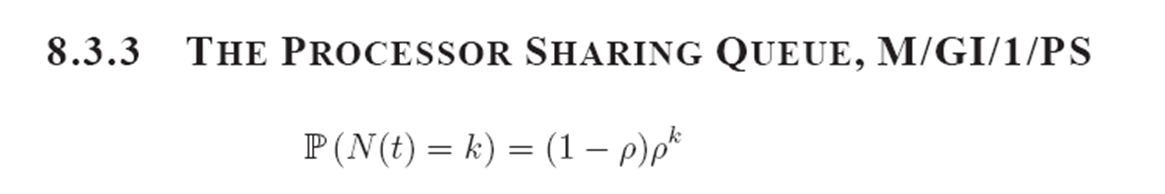 8.3.3 THE PROCESSOR SHARING QUEUE, M/GI/1/PS
ℙ(N(t) = k) = (1 − ρ)ρ^k